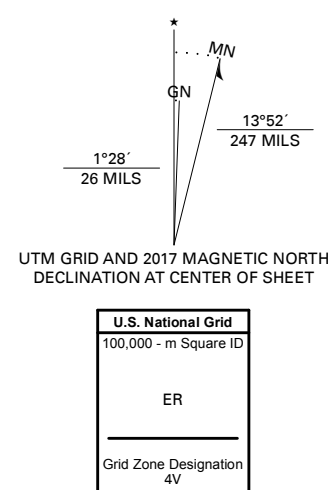 ★
MN
GN
13°52´
247 MILS
1°28´
26 MILS
UTM GRID AND 2017 MAGNETIC NORTH
DECLINATION AT CENTER OF SHEET
U.S. National Grid
100,000 - m Square ID
ER
Grid Zone Designation
4V